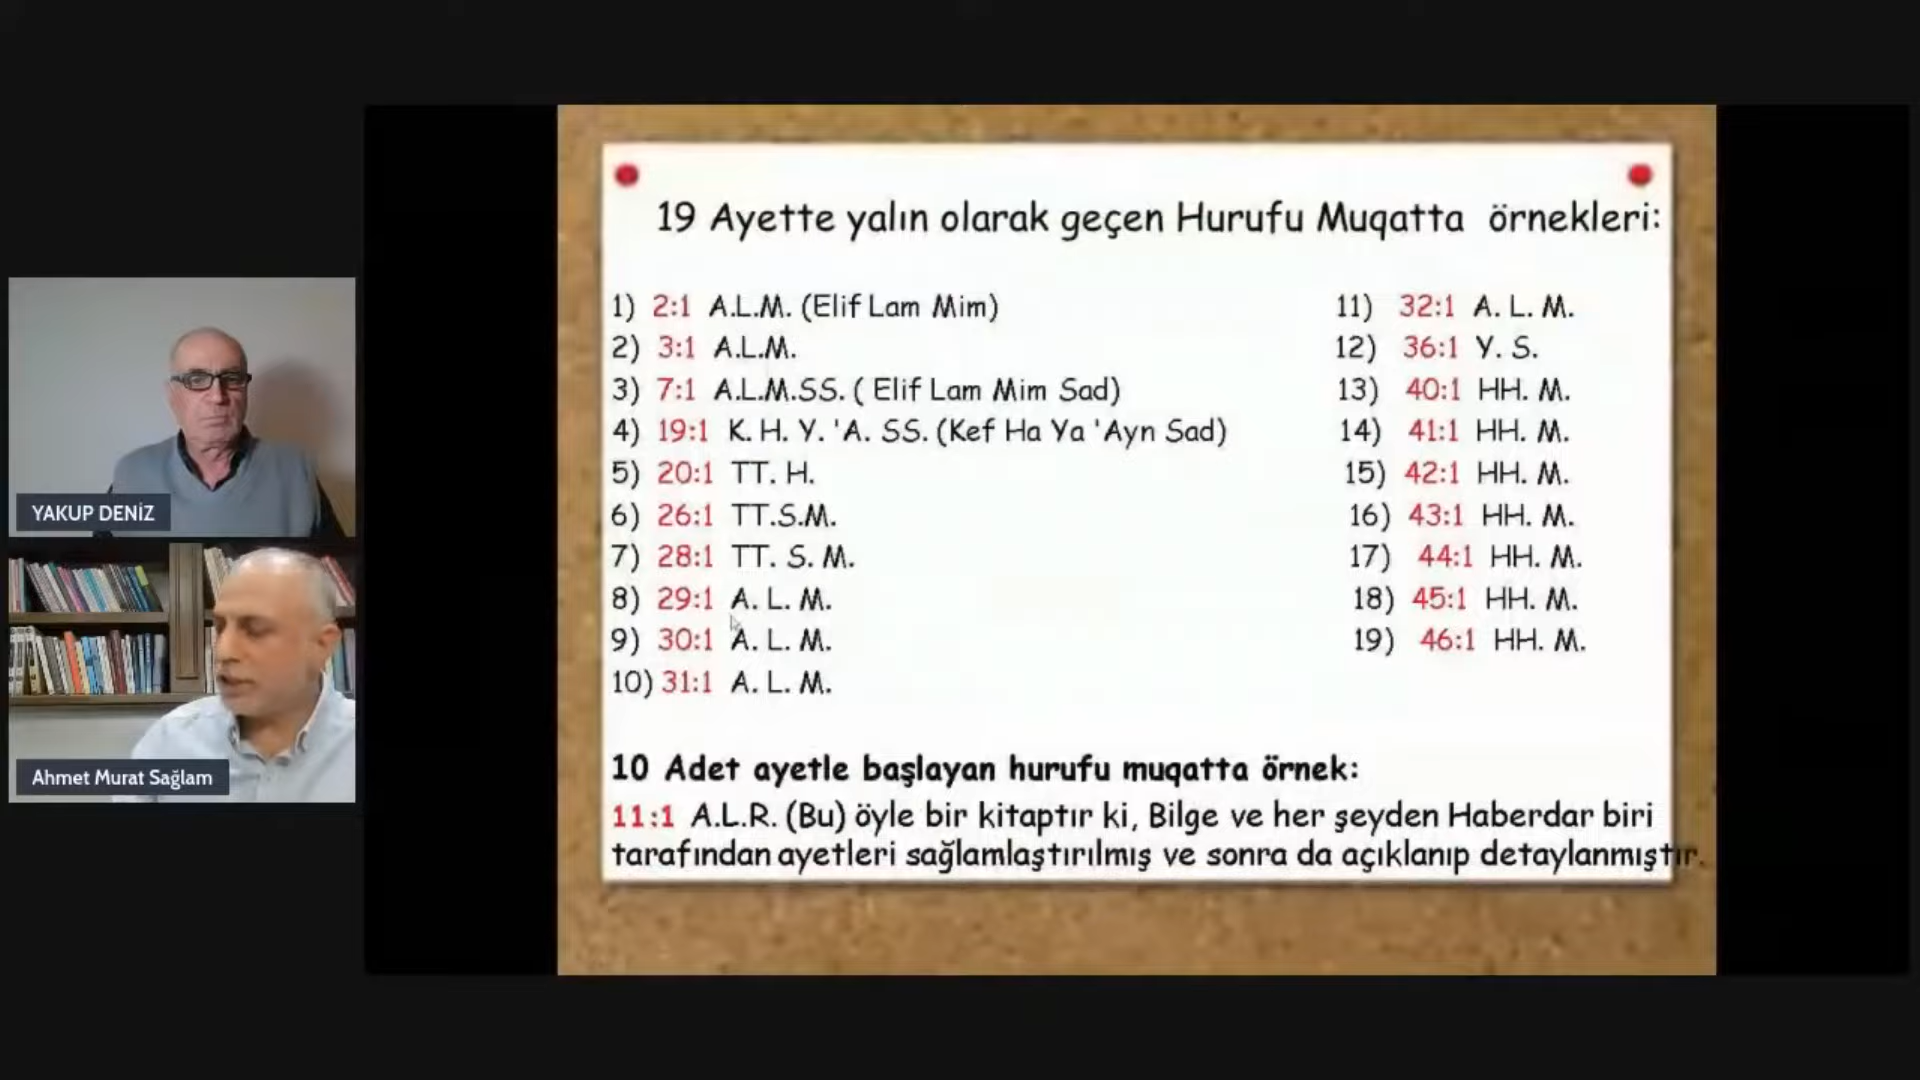 19 Ayette yalın olarak geçen Hurufu Muqatta örnekleri:
1) 2:1 A.L.M. (Elif Lam Mim)
2) 3:1 A.L.M.
3) 7:1 A.L.M.SS. ( Elif Lam Mim Sad)
4) 19:1 K. H. Y. 'A. SS. (Kef Ha Ya 'Ayn Sad)
5) 20:1 TT. H.
6) 26:1 TT.S.M.
7) 28:1 TT. S. M.
8) 29:1 A. L. M.
9) 30:1 A. L. M.
10) 31:1 A. L. M.
11) 32:1 A. L. M.
12) 36:1 Y. S.
13) 40:1 HH. M.
14) 41:1 HH. M.
15) 42:1 HH. M.
16) 43:1 HH. M.
17) 44:1 HH. M.
18) 45:1 HH. M.
19) 46:1 HH. M.
10 Adet ayetle başlayan hurufu muqatta örnek:
11:1 A.L.R. (Bu) öyle bir kitaptır ki, Bilge ve her şeyden Haberdar biri
tarafından ayetleri sağlamlaştırılmış ve sonra da açıklanıp detaylanmıştır.
YAKUP DENİZ
Ahmet Murat Sağlam